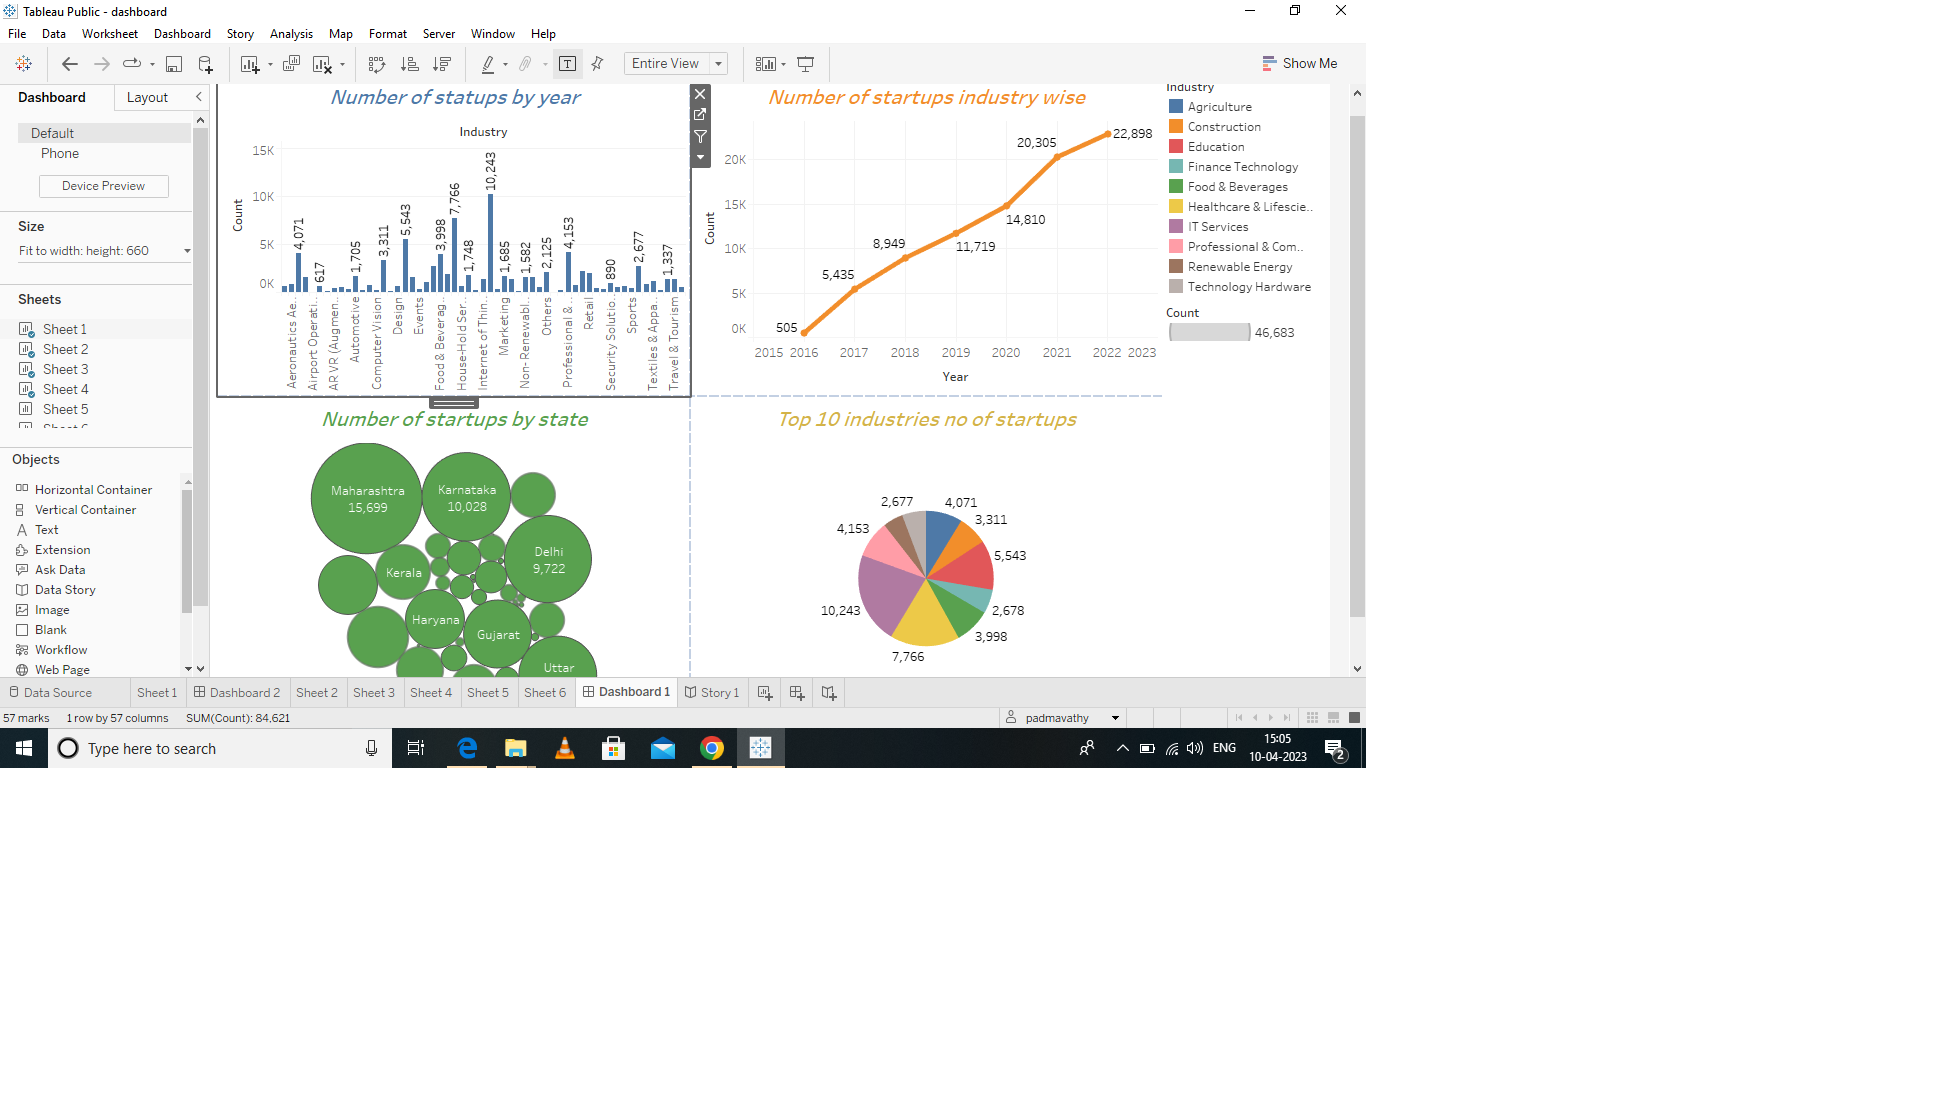 Tableau Public - dashboard
File Data Worksheet Dashboard Story Analysis Map Format Server Window Help
Entire View
Show Me
Dashboard Layout
Default
Phone
Device Preview
Size
Fit to width: height: 660
Sheets
Sheet 1
Sheet 2
Sheet 3
Sheet 4
Sheet 5
Objects
Horizontal Container
Vertical Container
Text
Extension
Ask Data
Data Story
Image
Blank
Workflow
Web Page
Number of statups by year
Industry
Count
15K
10K
5K
0K
4,071
617
1,705
3,311
5,543
3,998
7,766
1,748
10,243
1,685
1,582
2,125
4,153
890
2,677
1,337
Aeronautics Ae..
Airport Operati..
AR VR (Augmen..
Automotive
Computer Vision
Design
Events
Food & Beverag..
House-Hold Ser..
Internet of Thin..
Marketing
Non- Renewabl..
Others
Professional & ..
Retail
Security Solutio..
Sports
Textiles & Appa..
Travel & Tourism
Number of startups industry wise
Count
20K
15K
10K
5K
0K
505
5,435
8,949
11,719
14,810
20,305
22,898
2015 2016 2017 2018 2019 2020 2021 2022 2023
Year
Industry
Agriculture
Construction
Education
Finance Technology
Food & Beverages
Healthcare & Lifescie..
IT Services
Professional & Com..
Renewable Energy
Technology Hardware
Count
46,683
Number of startups by state
Maharashtra
15,699
Karnataka
10,028
Delhi
9,722
Kerala
Haryana
Gujarat
Uttar
Top 10 industries no of startups
2,677
4,071
3,311
5,543
2,678
3,998
7,766
10,243
4,153
Data Source Sheet 1 Dashboard 2 Sheet 2 Sheet 3 Sheet 4 Sheet 5 Sheet 6 Dashboard 1 Story 1
57 marks 1 row by 57 columns SUM(Count): 84,621
padmavathy
Type here to search
ENG
15:05
10-04-2023
2